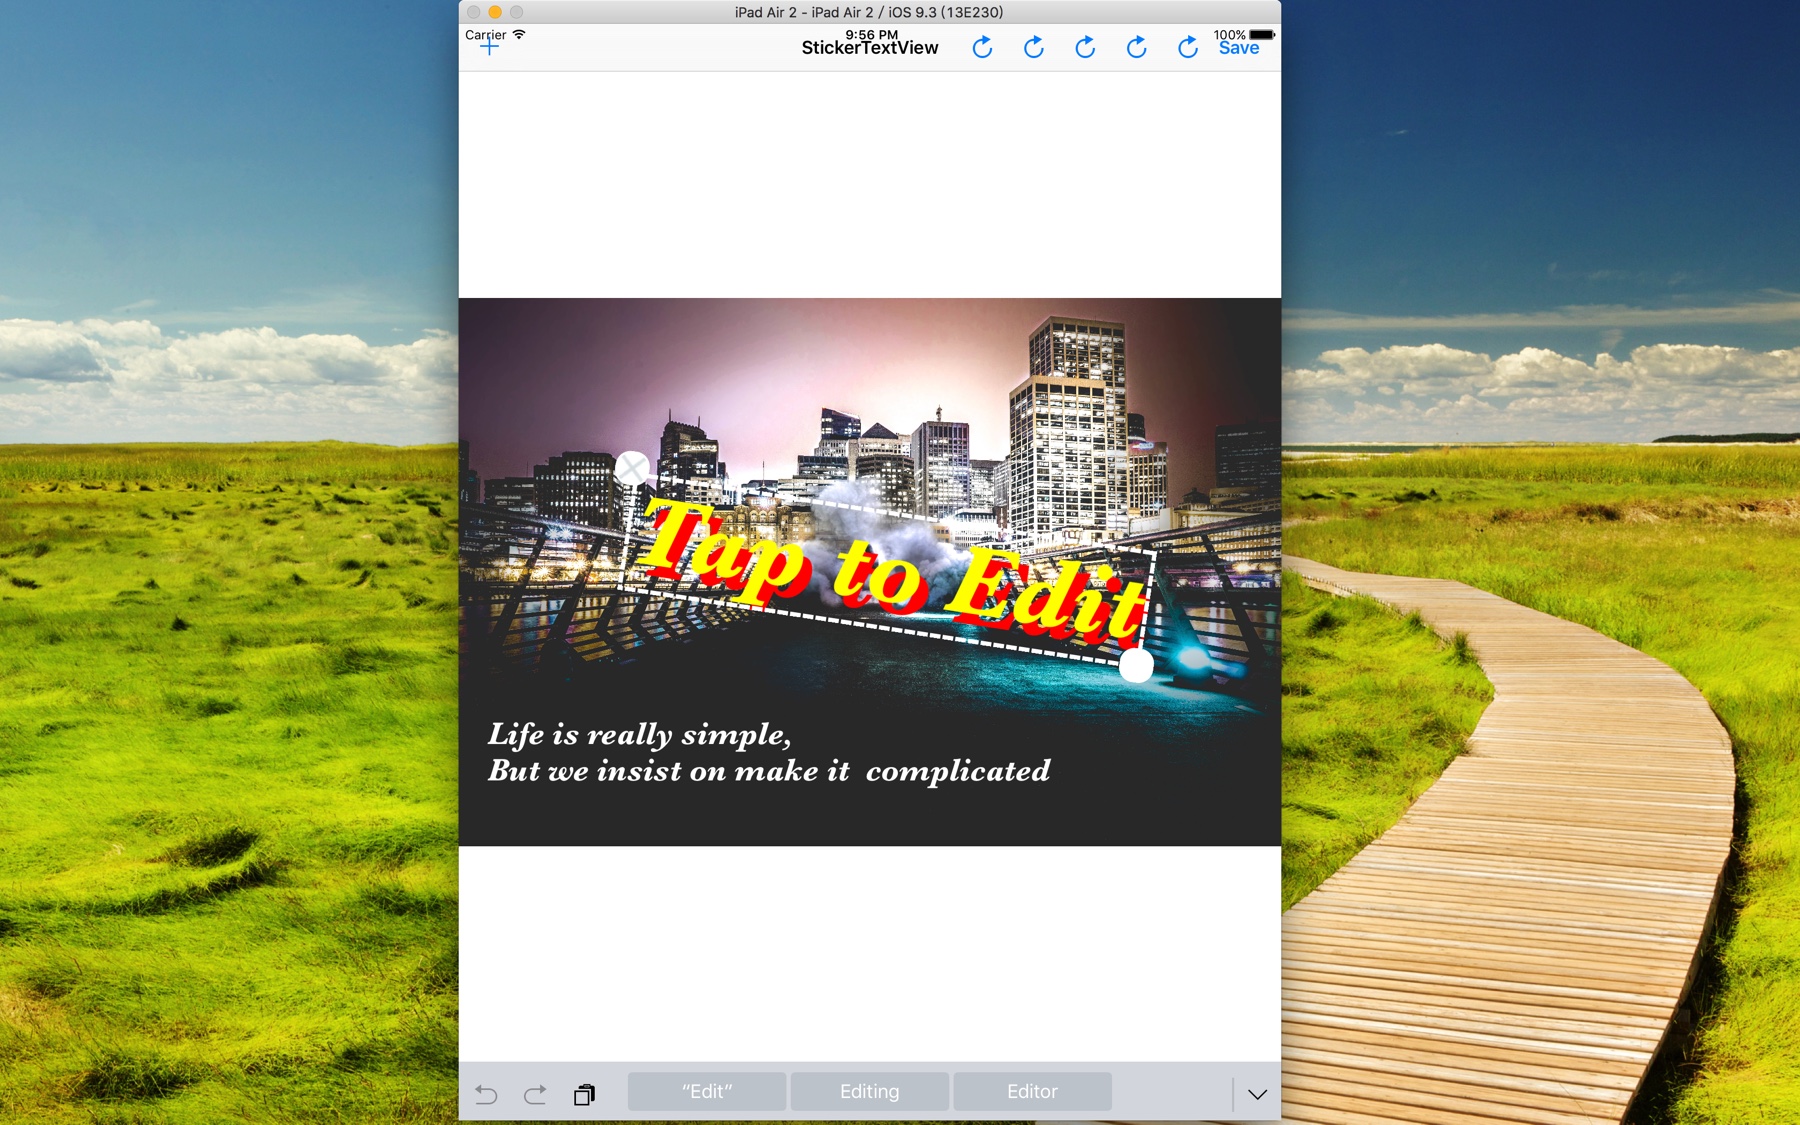 iPad Air 2 - iPad Air 2 / iOS 9.3 (13E230)
Carrier 9:56 PM 100%
StickerTextView Save
Tap to Edit
Life is really simple,
But we insist on make it  complicated
“Edit” Editing Editor